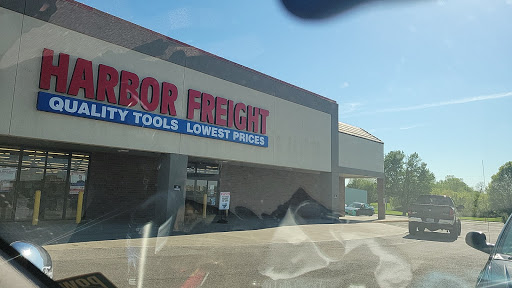 HARBOR FREIGHT
QUALITY TOOLS LOWEST PRICES